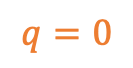 q = 0